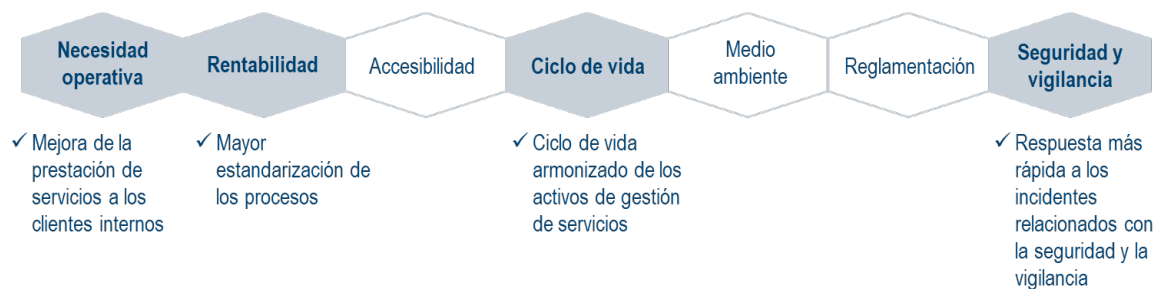 Necesidad
operativa
Rentabilidad
Accesibilidad
Ciclo de vida
Medio
ambiente
Reglamentación
Seguridad y
vigilancia
✓ Mejora de la
prestación de
servicios a los
clientes internos
✓ Mayor
estandarización de
los procesos
✓ Ciclo de vida
armonizado de los
activos de gestión
de servicios
✓ Respuesta más
rápida a los
incidentes
relacionados con
la seguridad y la
vigilancia